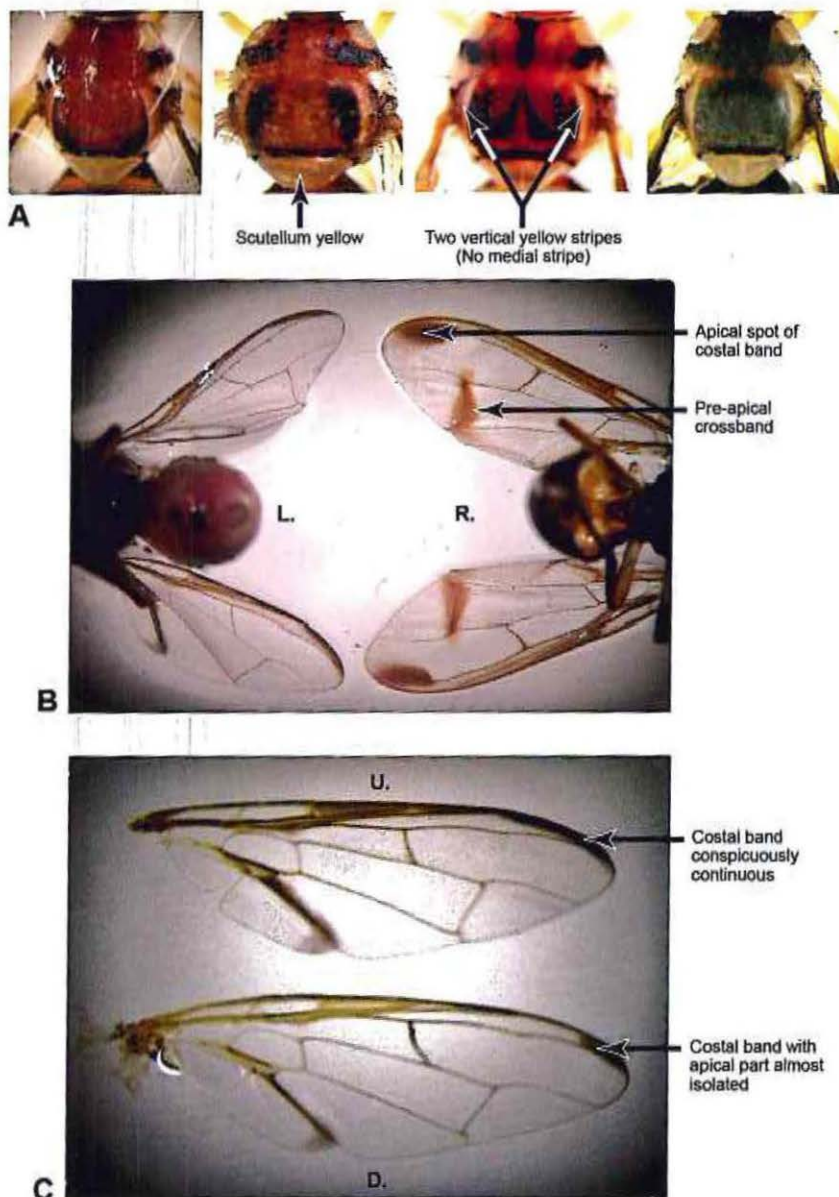 A
Scutellum yellow
Two vertical yellow stripes
(No medial stripe)
Apical spot of
costal band
Pre-apical
crossband
L.
R.
B
U.
Costal band
conspicuously
continuous
Costal band with
apical part almost
isolated
D.
C